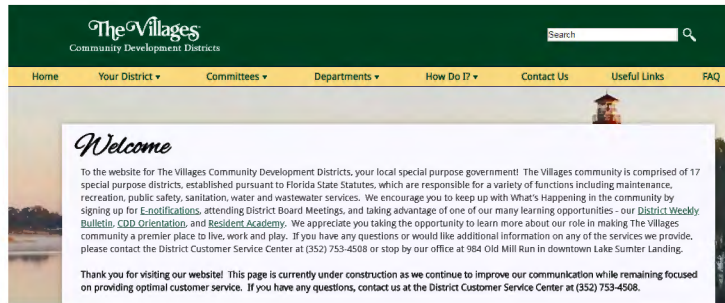 The Villages
Community Development Districts
Search
Home Your District ▾ Committees ▾ Departments ▾ How Do I? ▾ Contact Us Useful Links FAQ
Welcome
To the website for The Villages Community Development Districts, your local special purpose government! The Villages community is comprised of 17
special purpose districts, established pursuant to Florida State Statutes, which are responsible for a variety of functions including maintenance,
recreation, public safety, sanitation, water and wastewater services. We encourage you to keep up with What's Happening in the community by
signing up for E-notifications, attending District Board Meetings, and taking advantage of one of our many learning opportunities - our District Weekly
Bulletin, CDD Orientation, and Resident Academy. We appreciate you taking the opportunity to learn more about our role in making The Villages
community a premier place to live, work and play. If you have any questions or would like additional information on any of the services we provide,
please contact the District Customer Service Center at (352) 753-4508 or stop by our office at 984 Old Mill Run in downtown Lake Sumter Landing.
Thank you for visiting our website! This page is currently under construction as we continue to improve our communication while remaining focused
on providing optimal customer service. If you have any questions, contact us at the District Customer Service Center at (352) 753-4508.